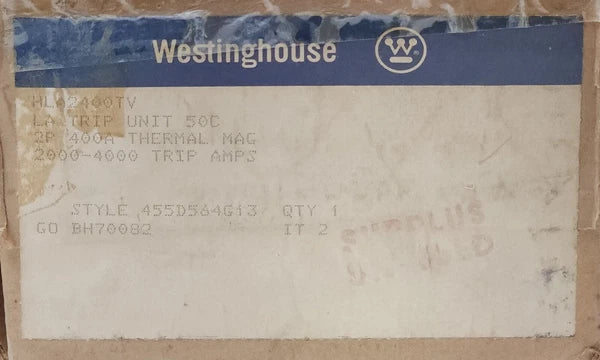 Westinghouse
W
HLA2400TV
LA TRIP UNIT 50C
2P 400A THERMAL MAG
2000-4000 TRIP AMPS
STYLE 455D564G13 QTY 1
GO BH70082 IT 2
SURPLUS